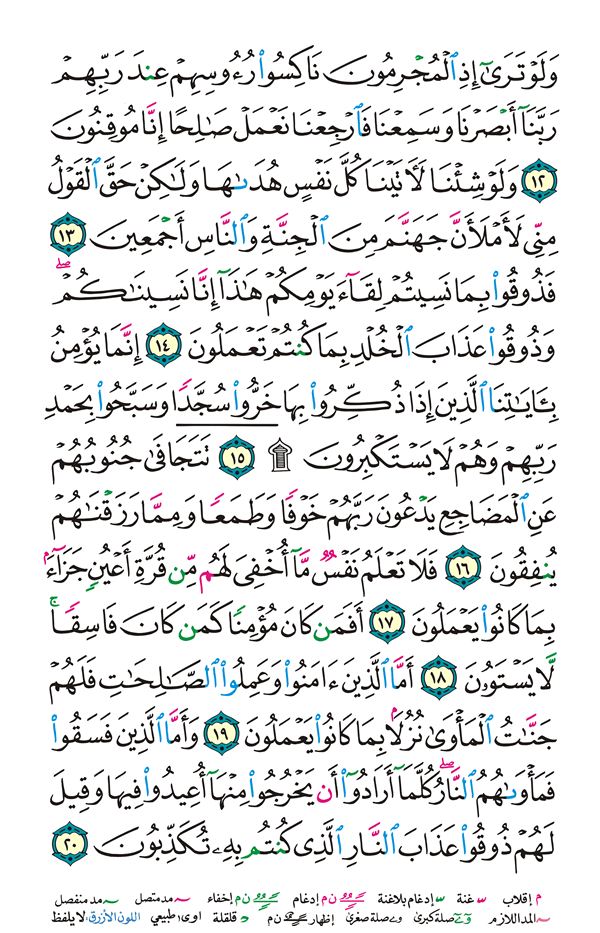 وَلَوْ تَرَىٰٓ إِذِ ٱلْمُجْرِمُونَ نَاكِسُوا۟ رُءُوسِهِمْ عِندَ رَبِّهِمْ
رَبَّنَآ أَبْصَرْنَا وَسَمِعْنَا فَٱرْجِعْنَا نَعْمَلْ صَٰلِحًا إِنَّا مُوقِنُونَ
١٢ وَلَوْ شِئْنَا لَأَتَيْنَا كُلَّ نَفْسٍ هُدَىٰهَا وَلَٰكِنْ حَقَّ ٱلْقَوْلُ
مِنِّى لَأَمْلَأَنَّ جَهَنَّمَ مِنَ ٱلْجِنَّةِ وَٱلنَّاسِ أَجْمَعِينَ ١٣
فَذُوقُوا۟ بِمَا نَسِيتُمْ لِقَآءَ يَوْمِكُمْ هَٰذَآ إِنَّا نَسِينَٰكُمْ ۖ
وَذُوقُوا۟ عَذَابَ ٱلْخُلْدِ بِمَا كُنتُمْ تَعْمَلُونَ ١٤ إِنَّمَا يُؤْمِنُ
بِـَٔايَٰتِنَا ٱلَّذِينَ إِذَا ذُكِّرُوا۟ بِهَا خَرُّوا۟ سُجَّدًا وَسَبَّحُوا۟ بِحَمْدِ
رَبِّهِمْ وَهُمْ لَا يَسْتَكْبِرُونَ ۩ ١٥ تَتَجَافَىٰ جُنُوبُهُمْ
عَنِ ٱلْمَضَاجِعِ يَدْعُونَ رَبَّهُمْ خَوْفًا وَطَمَعًا وَمِمَّا رَزَقْنَٰهُمْ
يُنفِقُونَ ١٦ فَلَا تَعْلَمُ نَفْسٌ مَّآ أُخْفِىَ لَهُم مِّن قُرَّةِ أَعْيُنٍ جَزَآءًۢ
بِمَا كَانُوا۟ يَعْمَلُونَ ١٧ أَفَمَن كَانَ مُؤْمِنًا كَمَن كَانَ فَاسِقًا ۚ
لَّا يَسْتَوُۥنَ ١٨ أَمَّا ٱلَّذِينَ ءَامَنُوا۟ وَعَمِلُوا۟ ٱلصَّٰلِحَٰتِ فَلَهُمْ
جَنَّٰتُ ٱلْمَأْوَىٰ نُزُلًۢا بِمَا كَانُوا۟ يَعْمَلُونَ ١٩ وَأَمَّا ٱلَّذِينَ فَسَقُوا۟
فَمَأْوَىٰهُمُ ٱلنَّارُ ۖ كُلَّمَآ أَرَادُوٓا۟ أَن يَخْرُجُوا۟ مِنْهَآ أُعِيدُوا۟ فِيهَا وَقِيلَ
لَهُمْ ذُوقُوا۟ عَذَابَ ٱلنَّارِ ٱلَّذِى كُنتُم بِهِۦ تُكَذِّبُونَ ٢٠
م إقلاب غنة إدغام بلاغنة ن م إدغام ن م إخفاء مد متصل مد منفصل
المد اللازم صلة كبرى صلة صغرى إظهار ن م قلقلة اوى: طبيعي اللون الأزرق: لا يلفظ